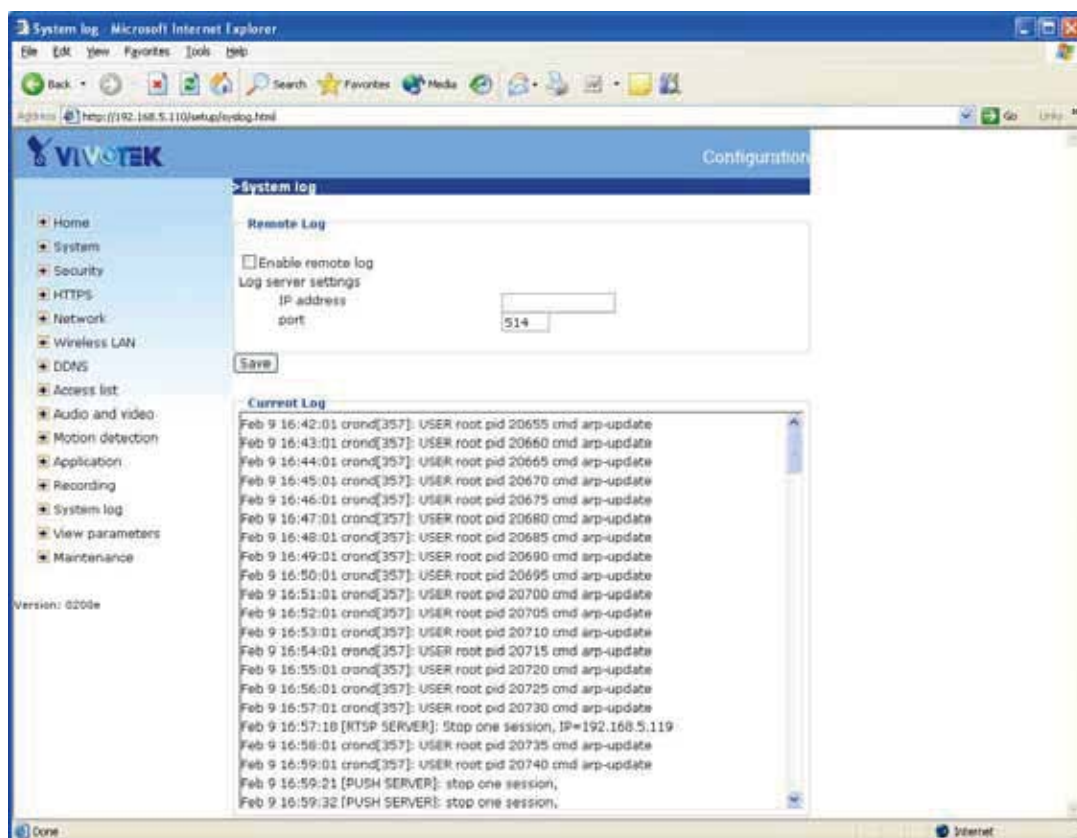 System log - Microsoft Internet Explorer
File Edit View Favorites Tools Help
Back Search Favorites Media
Address http://192.168.5.110/setup/syslog.html Go Links
VIVOTEK
Configuration
>System log
Home
System
Security
HTTPS
Network
Wireless LAN
DDNS
Access list
Audio and video
Motion detection
Application
Recording
System log
View parameters
Maintenance
Version: 0200e
Remote Log
Enable remote log
Log server settings
IP address
port 514
Save
Current Log
Feb 9 16:42:01 crond[357]: USER root pid 20655 cmd arp-update
Feb 9 16:43:01 crond[357]: USER root pid 20660 cmd arp-update
Feb 9 16:44:01 crond[357]: USER root pid 20665 cmd arp-update
Feb 9 16:45:01 crond[357]: USER root pid 20670 cmd arp-update
Feb 9 16:46:01 crond[357]: USER root pid 20675 cmd arp-update
Feb 9 16:47:01 crond[357]: USER root pid 20680 cmd arp-update
Feb 9 16:48:01 crond[357]: USER root pid 20685 cmd arp-update
Feb 9 16:49:01 crond[357]: USER root pid 20690 cmd arp-update
Feb 9 16:50:01 crond[357]: USER root pid 20695 cmd arp-update
Feb 9 16:51:01 crond[357]: USER root pid 20700 cmd arp-update
Feb 9 16:52:01 crond[357]: USER root pid 20705 cmd arp-update
Feb 9 16:53:01 crond[357]: USER root pid 20710 cmd arp-update
Feb 9 16:54:01 crond[357]: USER root pid 20715 cmd arp-update
Feb 9 16:55:01 crond[357]: USER root pid 20720 cmd arp-update
Feb 9 16:56:01 crond[357]: USER root pid 20725 cmd arp-update
Feb 9 16:57:01 crond[357]: USER root pid 20730 cmd arp-update
Feb 9 16:57:18 [RTSP SERVER]: Stop one session, IP=192.168.5.119
Feb 9 16:58:01 crond[357]: USER root pid 20735 cmd arp-update
Feb 9 16:59:01 crond[357]: USER root pid 20740 cmd arp-update
Feb 9 16:59:21 [PUSH SERVER]: stop one session,
Feb 9 16:59:32 [PUSH SERVER]: stop one session,
Done Internet